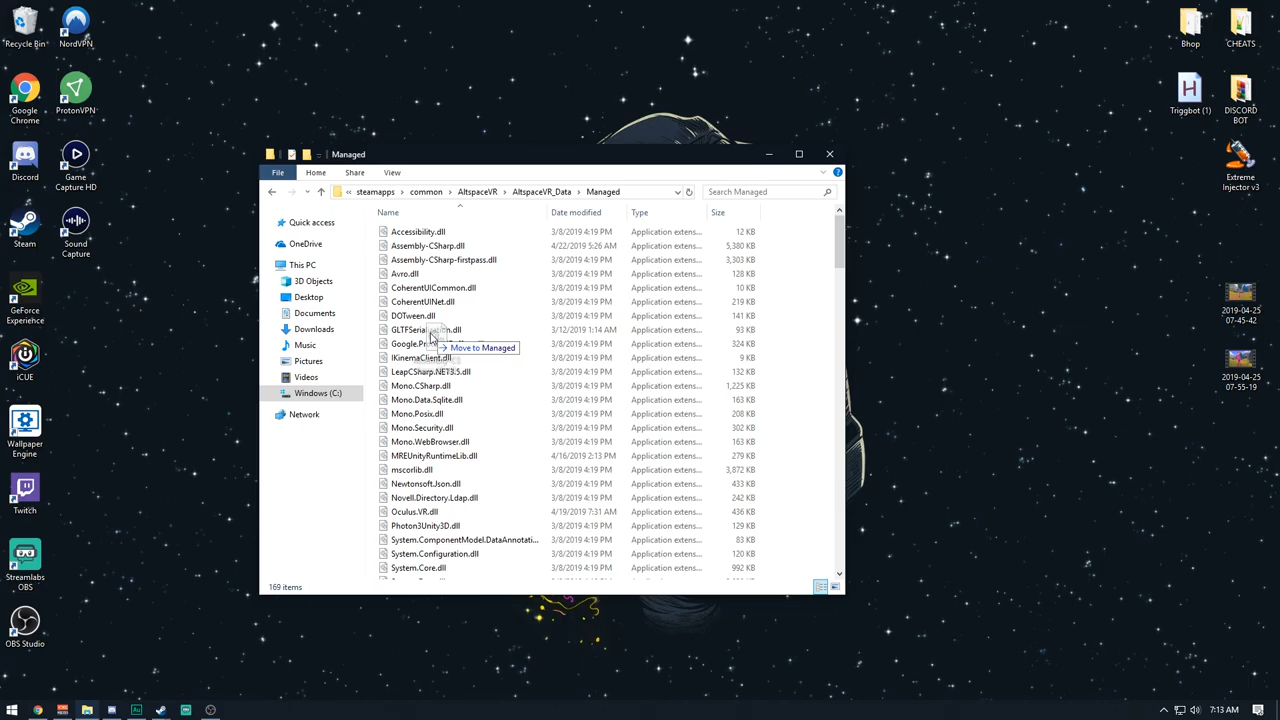 Recycle Bin
NordVPN
Google Chrome
ProtonVPN
Discord
Game Capture HD
Steam
Sound Capture
GeForce Experience
iCUE
Wallpaper Engine
Twitch
Streamlabs OBS
OBS Studio
Managed
File Home Share View
« steamapps > common > AltspaceVR > AltspaceVR_Data > Managed
Search Managed
Quick access
OneDrive
This PC
3D Objects
Desktop
Documents
Downloads
Music
Pictures
Videos
Windows (C:)
Network
Name Date modified Type Size
Accessibility.dll 3/8/2019 4:19 PM Application extens... 12 KB
Assembly-CSharp.dll 4/22/2019 5:26 AM Application extens... 5,380 KB
Assembly-CSharp-firstpass.dll 3/8/2019 4:19 PM Application extens... 3,303 KB
Avro.dll 3/8/2019 4:19 PM Application extens... 128 KB
CoherentUICommon.dll 3/8/2019 4:19 PM Application extens... 10 KB
CoherentUINet.dll 3/8/2019 4:19 PM Application extens... 219 KB
DOTween.dll 3/8/2019 4:19 PM Application extens... 141 KB
3/12/2019 1:14 AM Application extens... 93 KB
3/8/2019 4:19 PM Application extens... 324 KB
Move to Managed
IKinemaClient.dll 3/8/2019 4:19 PM Application extens... 9 KB
LeapCSharp.NET3.5.dll 3/8/2019 4:19 PM Application extens... 132 KB
Mono.CSharp.dll 3/8/2019 4:19 PM Application extens... 1,225 KB
Mono.Data.Sqlite.dll 3/8/2019 4:19 PM Application extens... 163 KB
Mono.Posix.dll 3/8/2019 4:19 PM Application extens... 208 KB
Mono.Security.dll 3/8/2019 4:19 PM Application extens... 302 KB
Mono.WebBrowser.dll 3/8/2019 4:19 PM Application extens... 163 KB
MREUnityRuntimeLib.dll 4/16/2019 2:13 PM Application extens... 279 KB
mscorlib.dll 3/8/2019 4:19 PM Application extens... 3,872 KB
Newtonsoft.Json.dll 3/8/2019 4:19 PM Application extens... 433 KB
Novell.Directory.Ldap.dll 3/8/2019 4:19 PM Application extens... 242 KB
Oculus.VR.dll 4/19/2019 7:31 AM Application extens... 436 KB
Photon3Unity3D.dll 3/8/2019 4:19 PM Application extens... 129 KB
System.ComponentModel.DataAnnotati... 3/8/2019 4:19 PM Application extens... 83 KB
System.Configuration.dll 3/8/2019 4:19 PM Application extens... 120 KB
System.Core.dll 3/8/2019 4:19 PM Application extens... 992 KB
169 items
Bhop
CHEATS
Triggbot (1)
DISCORD BOT
Extreme Injector v3
2019-04-25 07-45-42
2019-04-25 07-55-19
7:13 AM